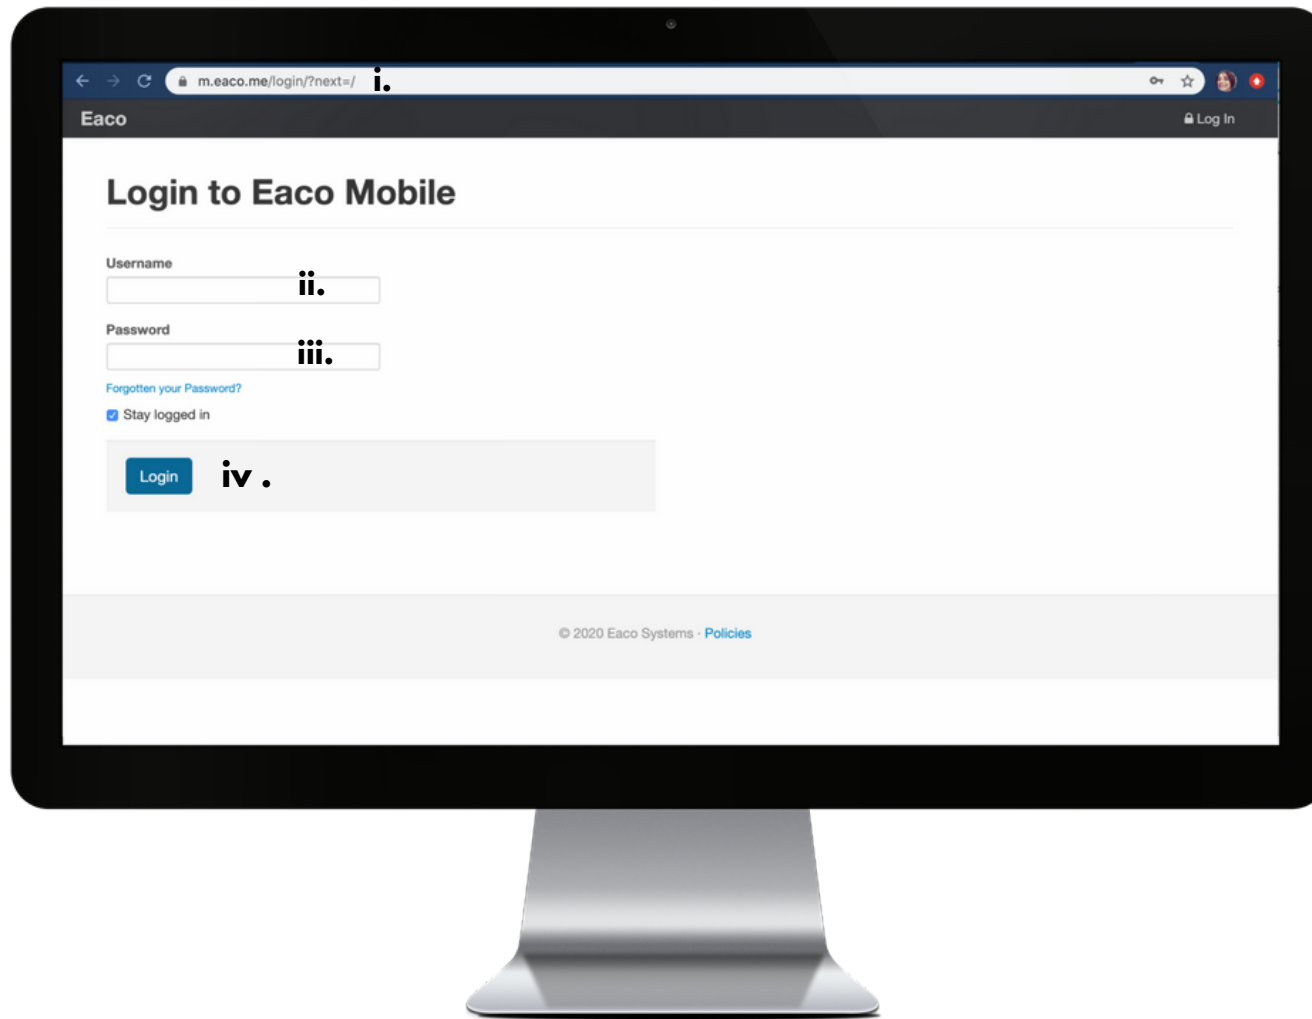 m.eaco.me/login/?next=/ i.
Eaco Log In
Login to Eaco Mobile
Username
ii.
Password
iii.
Forgotten your Password?
Stay logged in
Login iv .
© 2020 Eaco Systems · Policies